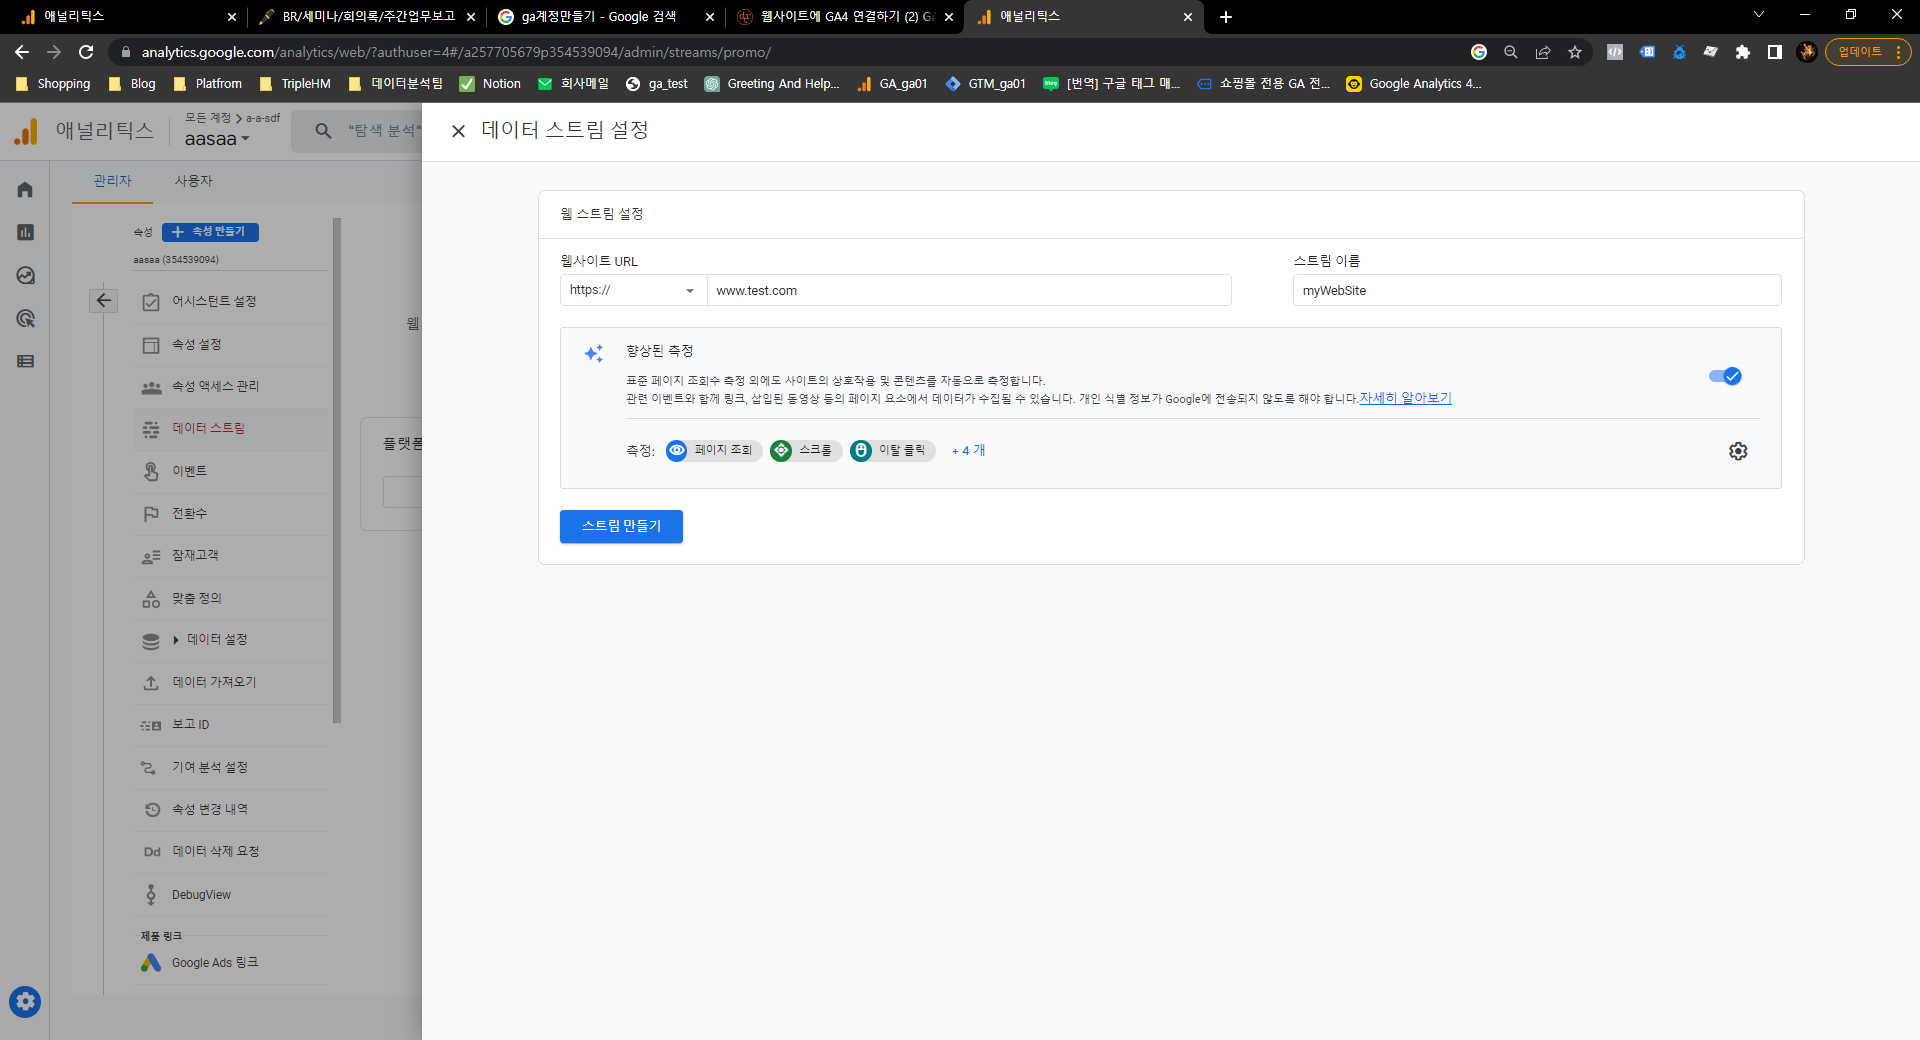 애널리틱스
BR/세미나/회의록/주간업무보고
ga계정만들기 - Google 검색
웹사이트에 GA4 연결하기 (2) GA
애널리틱스
analytics.google.com/analytics/web/?authuser=4#/a257705679p354539094/admin/streams/promo/
업데이트
Shopping
Blog
Platfrom
TripleHM
데이터분석팀
Notion
회사메일
ga_test
Greeting And Help...
GA_ga01
GTM_ga01
[번역] 구글 태그 매...
쇼핑몰 전용 GA 전...
Google Analytics 4...
애널리틱스
모든 계정 > a-a-sdf
aasaa
"탐색 분석"
데이터 스트림 설정
관리자
사용자
속성
속성 만들기
aasaa (354539094)
어시스턴트 설정
속성 설정
속성 액세스 관리
데이터 스트림
이벤트
전환수
잠재고객
맞춤 정의
데이터 설정
데이터 가져오기
보고 ID
기여 분석 설정
속성 변경 내역
Dd 데이터 삭제 요청
DebugView
제품 링크
Google Ads 링크
웹
플랫폼
웹 스트림 설정
웹사이트 URL
스트림 이름
https://
www.test.com
myWebSite
향상된 측정
표준 페이지 조회수 측정 외에도 사이트의 상호작용 및 콘텐츠를 자동으로 측정합니다.
관련 이벤트와 함께 링크, 삽입된 동영상 등의 페이지 요소에서 데이터가 수집될 수 있습니다. 개인 식별 정보가 Google에 전송되지 않도록 해야 합니다.자세히 알아보기
측정:
페이지 조회
스크롤
이탈 클릭
+ 4 개
스트림 만들기